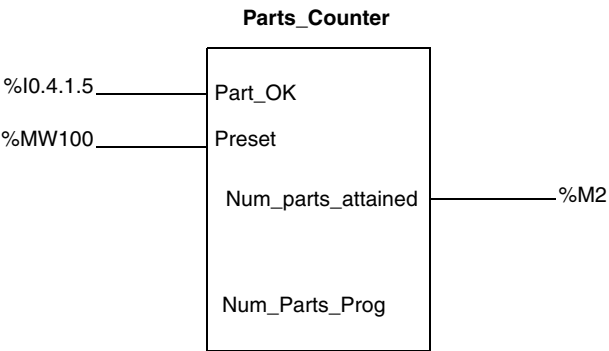 Parts_Counter
%I0.4.1.5
Part_OK
%MW100
Preset
Num_parts_attained
%M2
Num_Parts_Prog